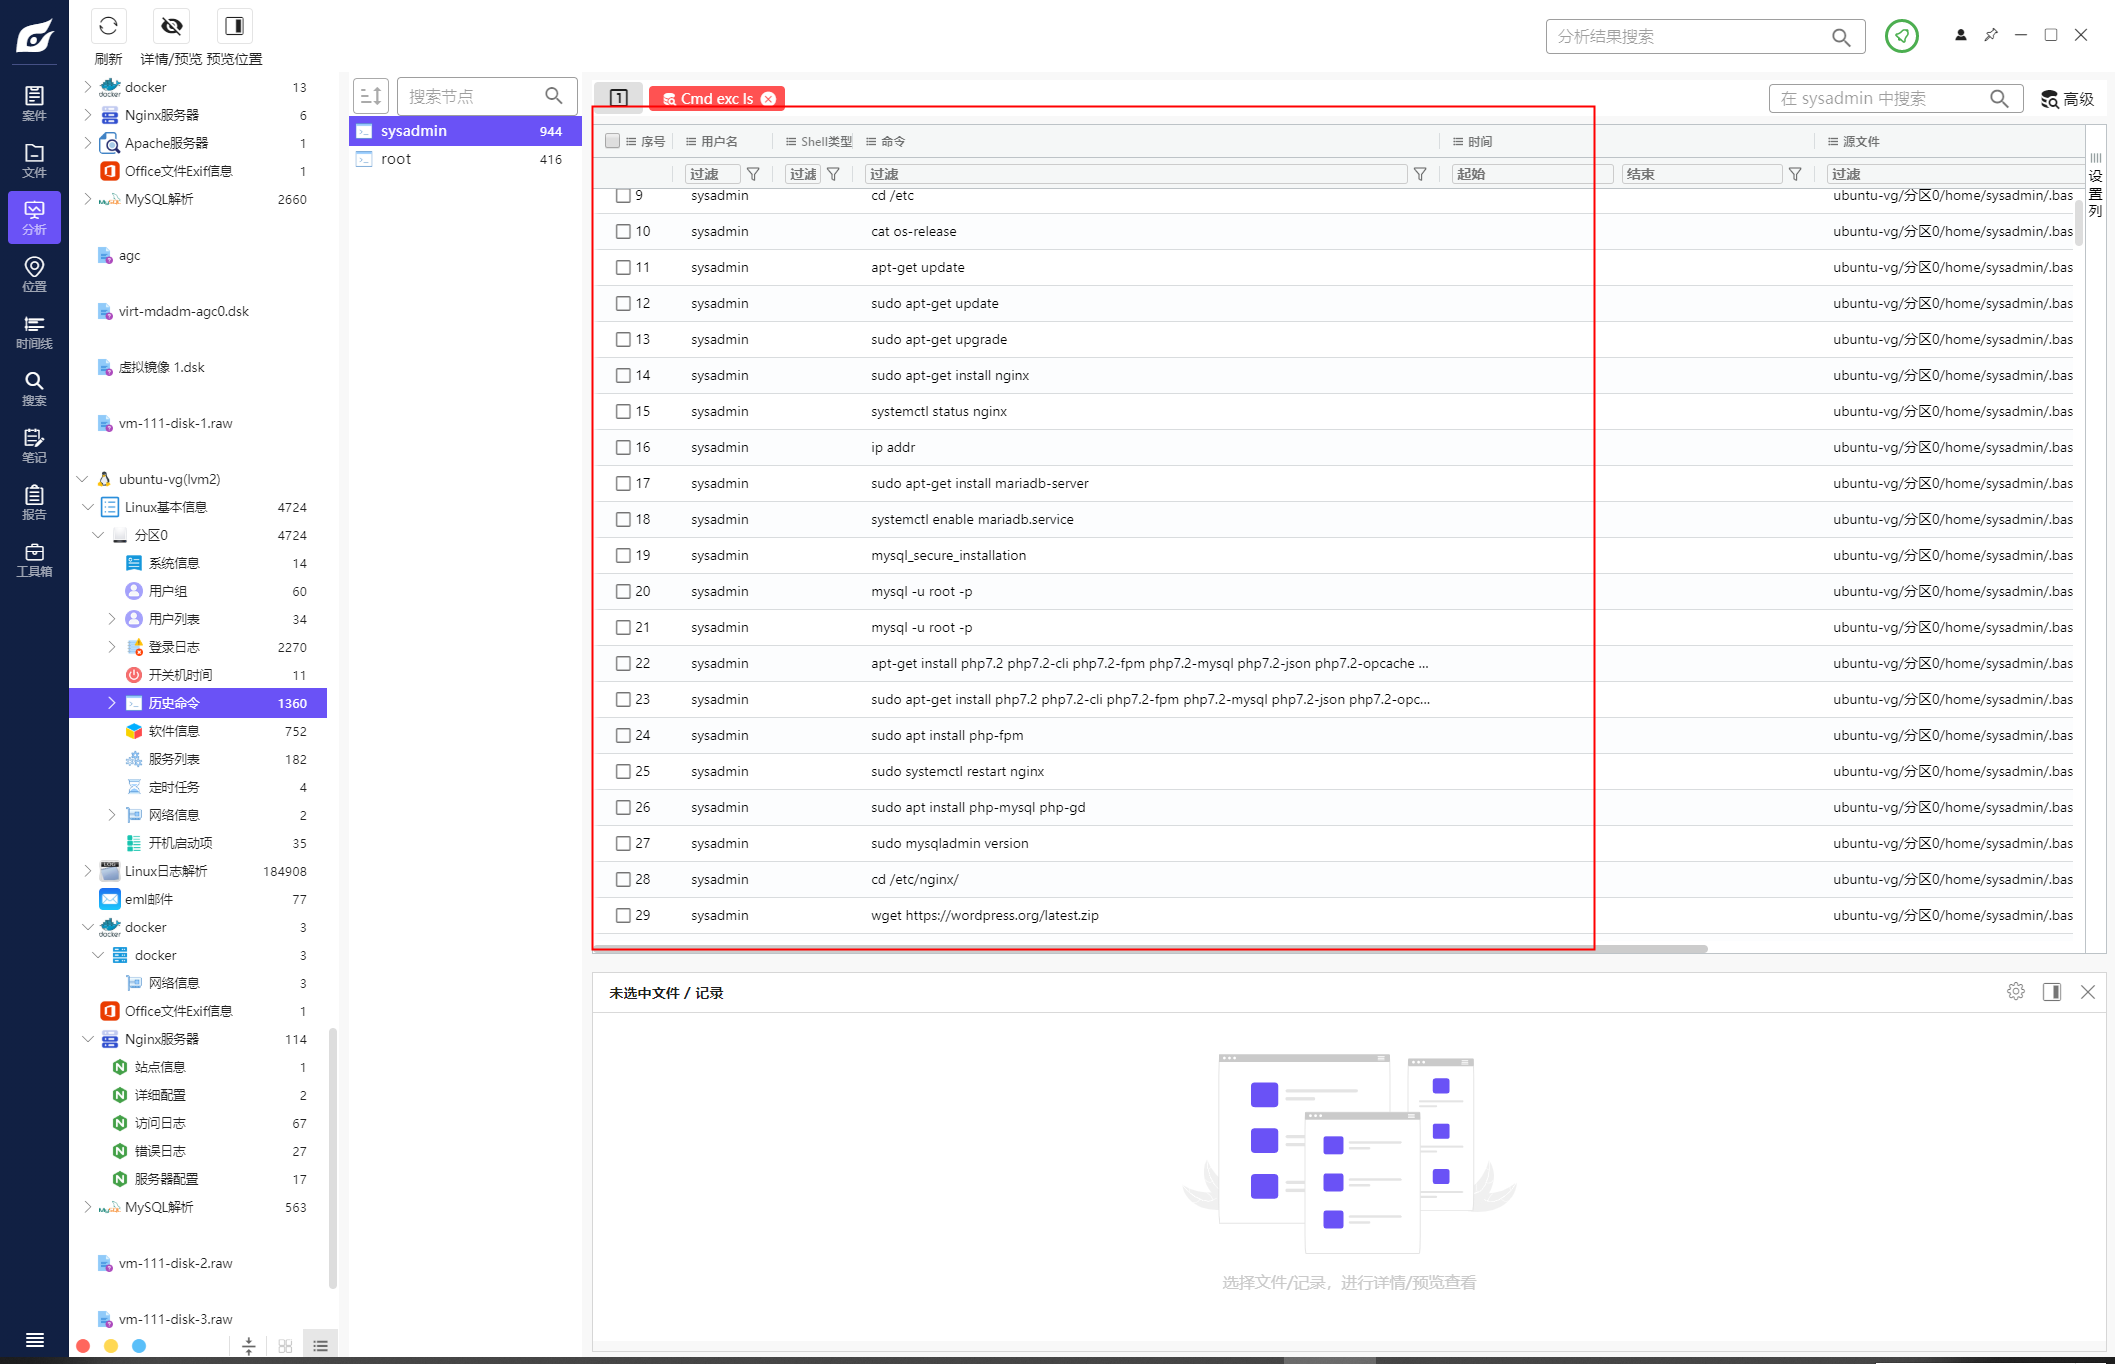 刷新
详情/预览
预览位置
分析结果搜索
案件
文件
分析
位置
时间线
搜索
笔记
报告
工具箱
docker 13
Nginx服务器 6
Apache服务器 1
Office文件Exif信息 1
MySQL解析 2660
agc
virt-mdadm-agc0.dsk
虚拟镜像 1.dsk
vm-111-disk-1.raw
ubuntu-vg(lvm2)
Linux基本信息 4724
分区0 4724
系统信息 14
用户组 60
用户列表 34
登录日志 2270
开关机时间 11
历史命令 1360
软件信息 752
服务列表 182
定时任务 4
网络信息 2
开机启动项 35
Linux日志解析 184908
eml邮件 77
docker 3
docker 3
网络信息 3
Office文件Exif信息 1
Nginx服务器 114
站点信息 1
详细配置 2
访问日志 67
错误日志 27
服务器配置 17
MySQL解析 563
vm-111-disk-2.raw
vm-111-disk-3.raw
搜索节点
sysadmin 944
root 416
1 Cmd exc ls
在 sysadmin 中搜索
高级
序号 用户名 Shell类型 命令 时间 源文件
过滤 过滤 过滤 起始 结束 过滤
设置列
9 sysadmin cd /etc ubuntu-vg/分区0/home/sysadmin/.bas
10 sysadmin cat os-release ubuntu-vg/分区0/home/sysadmin/.bas
11 sysadmin apt-get update ubuntu-vg/分区0/home/sysadmin/.bas
12 sysadmin sudo apt-get update ubuntu-vg/分区0/home/sysadmin/.bas
13 sysadmin sudo apt-get upgrade ubuntu-vg/分区0/home/sysadmin/.bas
14 sysadmin sudo apt-get install nginx ubuntu-vg/分区0/home/sysadmin/.bas
15 sysadmin systemctl status nginx ubuntu-vg/分区0/home/sysadmin/.bas
16 sysadmin ip addr ubuntu-vg/分区0/home/sysadmin/.bas
17 sysadmin sudo apt-get install mariadb-server ubuntu-vg/分区0/home/sysadmin/.bas
18 sysadmin systemctl enable mariadb.service ubuntu-vg/分区0/home/sysadmin/.bas
19 sysadmin mysql_secure_installation ubuntu-vg/分区0/home/sysadmin/.bas
20 sysadmin mysql -u root -p ubuntu-vg/分区0/home/sysadmin/.bas
21 sysadmin mysql -u root -p ubuntu-vg/分区0/home/sysadmin/.bas
22 sysadmin apt-get install php7.2 php7.2-cli php7.2-fpm php7.2-mysql php7.2-json php7.2-opcache ... ubuntu-vg/分区0/home/sysadmin/.bas
23 sysadmin sudo apt-get install php7.2 php7.2-cli php7.2-fpm php7.2-mysql php7.2-json php7.2-opc... ubuntu-vg/分区0/home/sysadmin/.bas
24 sysadmin sudo apt install php-fpm ubuntu-vg/分区0/home/sysadmin/.bas
25 sysadmin sudo systemctl restart nginx ubuntu-vg/分区0/home/sysadmin/.bas
26 sysadmin sudo apt install php-mysql php-gd ubuntu-vg/分区0/home/sysadmin/.bas
27 sysadmin sudo mysqladmin version ubuntu-vg/分区0/home/sysadmin/.bas
28 sysadmin cd /etc/nginx/ ubuntu-vg/分区0/home/sysadmin/.bas
29 sysadmin wget https://wordpress.org/latest.zip ubuntu-vg/分区0/home/sysadmin/.bas
未选中文件 / 记录
选择文件/记录，进行详情/预览查看